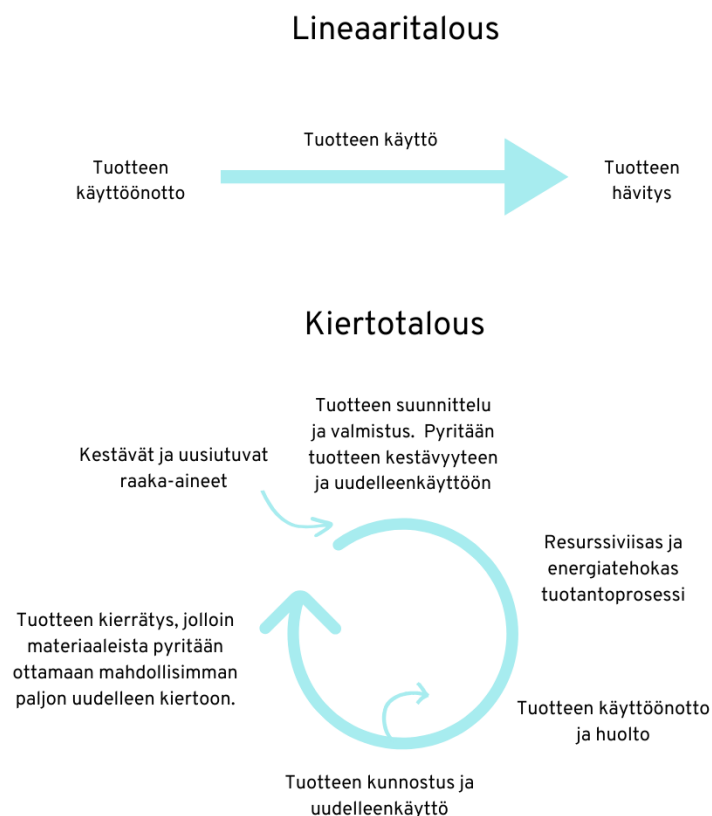 Lineaaritalous
Tuotteen käyttö
Tuotteen
käyttöönotto
Tuotteen
hävitys
Kiertotalous
Tuotteen suunnittelu
ja valmistus. Pyritään
tuotteen kestävyyteen
ja uudelleenkäyttöön
Kestävät ja uusiutuvat
raaka-aineet
Resurssiviisas ja
energiatehokas
tuotantoprosessi
Tuotteen kierrätys, jolloin
materiaaleista pyritään
ottamaan mahdollisimman
paljon uudelleen kiertoon.
Tuotteen käyttöönotto
ja huolto
Tuotteen kunnostus ja
uudelleenkäyttö